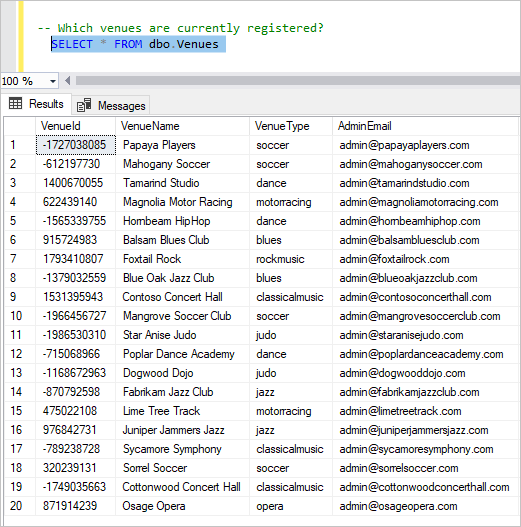 -- Which venues are currently registered?
SELECT * FROM dbo.Venues
100 %
Results Messages
VenueId VenueName VenueType AdminEmail
1 -1727038085 Papaya Players soccer admin@papayaplayers.com
2 -612197730 Mahogany Soccer soccer admin@mahoganysoccer.com
3 1400670055 Tamarind Studio dance admin@tamarindstudio.com
4 622439140 Magnolia Motor Racing motorracing admin@magnoliamotorracing.com
5 -1565339755 Hornbeam HipHop dance admin@hornbeamhiphop.com
6 915724983 Balsam Blues Club blues admin@balsambluesclub.com
7 1793410807 Foxtail Rock rockmusic admin@foxtailrock.com
8 -1379032559 Blue Oak Jazz Club blues admin@blueoakjazzclub.com
9 1531395943 Contoso Concert Hall classicalmusic admin@contosoconcerthall.com
10 -1966456727 Mangrove Soccer Club soccer admin@mangrovesoccerclub.com
11 -1986530310 Star Anise Judo judo admin@staranisejudo.com
12 -715068966 Poplar Dance Academy dance admin@poplardanceacademy.com
13 -1168672963 Dogwood Dojo judo admin@dogwooddojo.com
14 -870792598 Fabrikam Jazz Club jazz admin@fabrikamjazzclub.com
15 475022108 Lime Tree Track motorracing admin@limetreetrack.com
16 976842731 Juniper Jammers Jazz jazz admin@juniperjammersjazz.com
17 -789238728 Sycamore Symphony classicalmusic admin@sycamoresymphony.com
18 320239131 Sorrel Soccer soccer admin@sorrelsoccer.com
19 -1749035663 Cottonwood Concert Hall classicalmusic admin@cottonwoodconcerthall.com
20 871914239 Osage Opera opera admin@osageopera.com